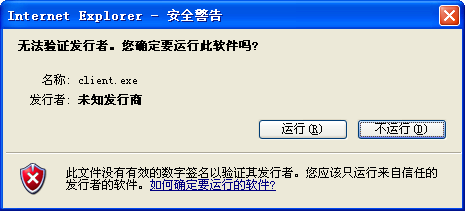 Internet Explorer - 安全警告
无法验证发行者。您确定要运行此软件吗?
名称: client.exe
发行者: 未知发行商
运行(R) 不运行(D)
此文件没有有效的数字签名以验证其发行者。您应该只运行来自信任的
发行者的软件。如何确定要运行的软件?